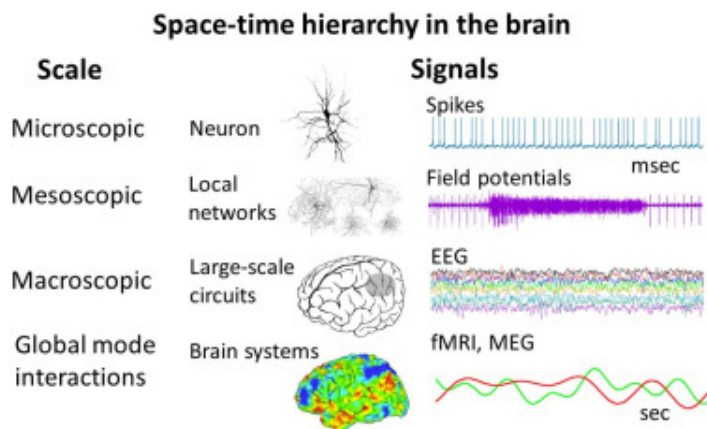 Space-time hierarchy in the brain
Scale
Signals
Microscopic
Neuron
Spikes
msec
Mesoscopic
Local
networks
Field potentials
Macroscopic
Large-scale
circuits
EEG
Global mode
interactions
Brain systems
fMRI, MEG
sec